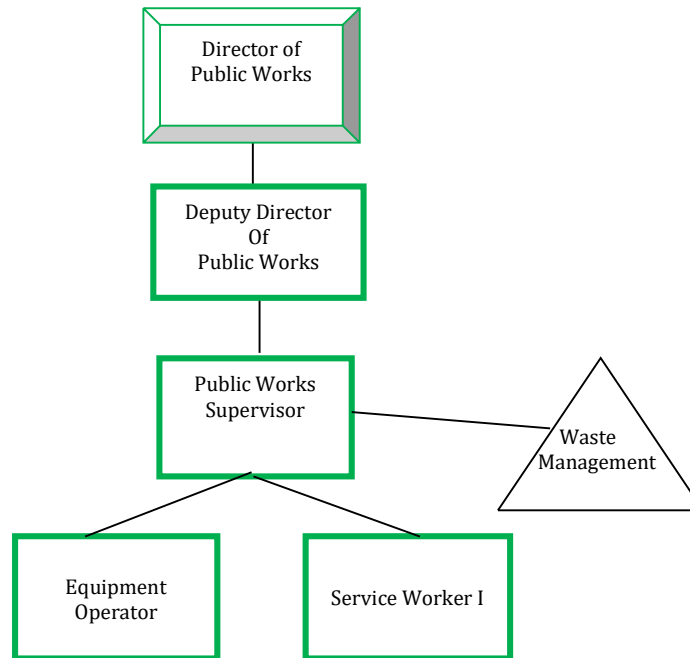 Director of
Public Works
Deputy Director
Of
Public Works
Public Works
Supervisor
Waste
Management
Equipment
Operator
Service Worker I